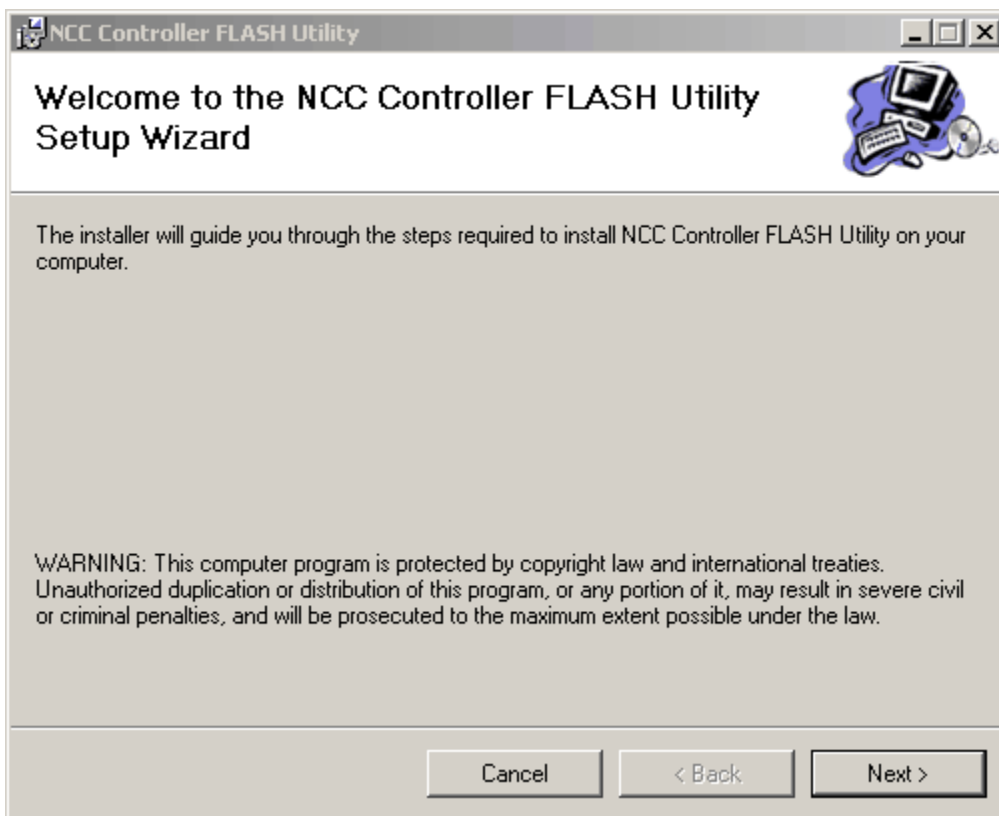 NCC Controller FLASH Utility
Welcome to the NCC Controller FLASH Utility
Setup Wizard
The installer will guide you through the steps required to install NCC Controller FLASH Utility on your
computer.
WARNING: This computer program is protected by copyright law and international treaties.
Unauthorized duplication or distribution of this program, or any portion of it, may result in severe civil
or criminal penalties, and will be prosecuted to the maximum extent possible under the law.
Cancel
< Back
Next >